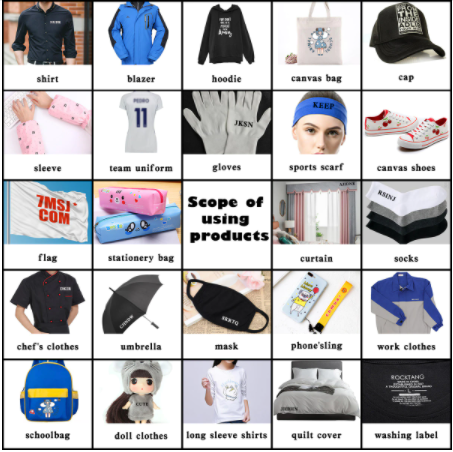 shirt
blazer
hoodie
canvas bag
cap
sleeve
PEDRO
11
team uniform
JKSN
gloves
KEEP
sports scarf
canvas shoes
7MSJ
COM
flag
stationery bag
Scope of
using
products
curtain
RSINJ
socks
chef's clothes
umbrella
SEKTQ
mask
phone'sling
work clothes
schoolbag
doll clothes
long sleeve shirts
quilt cover
ROCKTANG
washing label